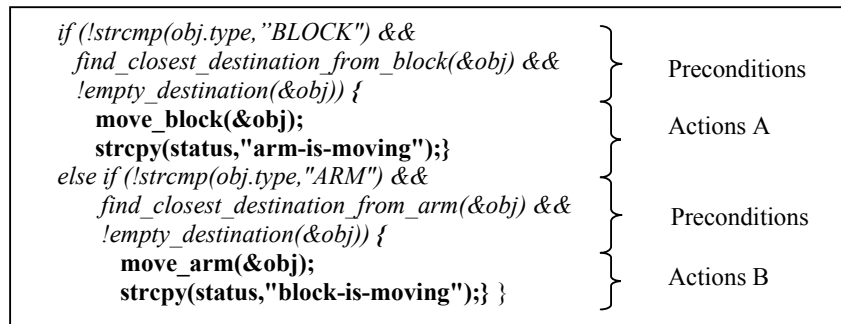 if (!strcmp(obj.type,”BLOCK") &&
find_closest_destination_from_block(&obj) &&
!empty_destination(&obj)) {
Preconditions
move_block(&obj);
strcpy(status,"arm-is-moving");}
Actions A
else if (!strcmp(obj.type,"ARM") &&
find_closest_destination_from_arm(&obj) &&
!empty_destination(&obj)) {
Preconditions
move_arm(&obj);
strcpy(status,"block-is-moving");} }
Actions B